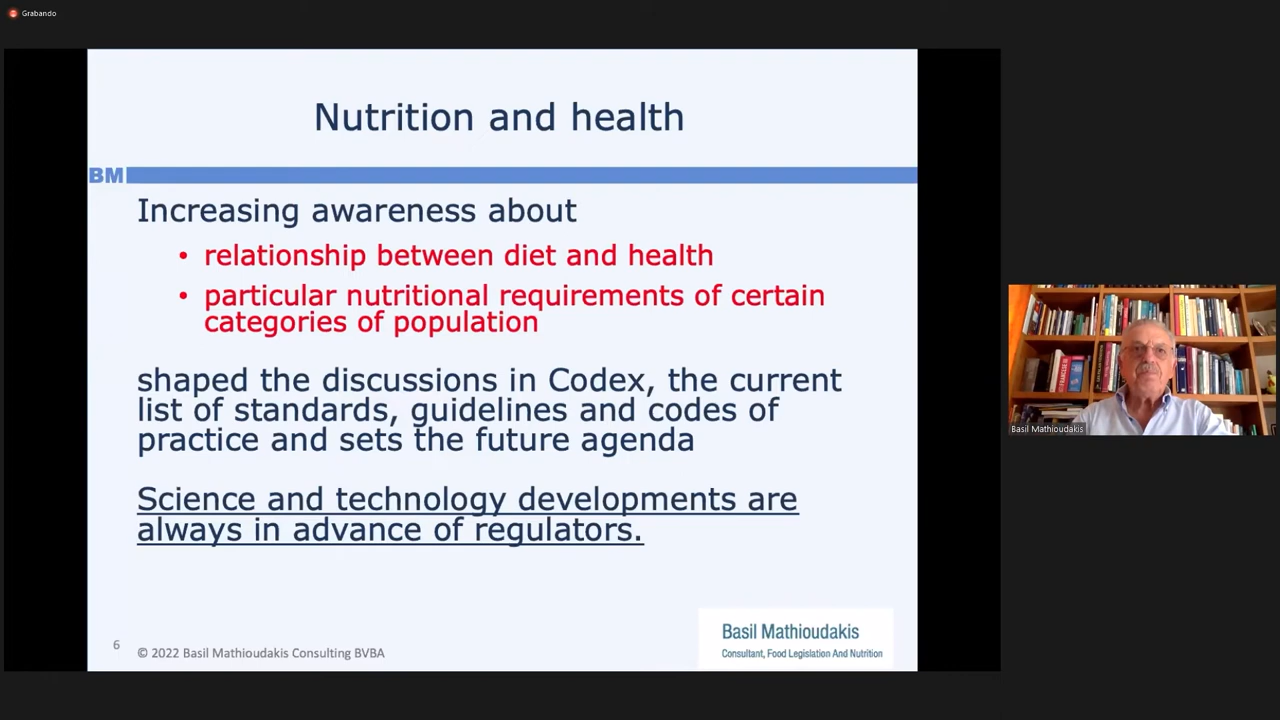 Grabando
Nutrition and health
BM
Increasing awareness about
• relationship between diet and health
• particular nutritional requirements of certain
categories of population
shaped the discussions in Codex, the current
list of standards, guidelines and codes of
practice and sets the future agenda
Science and technology developments are
always in advance of regulators.
6
© 2022 Basil Mathioudakis Consulting BVBA
Basil Mathioudakis
Consultant, Food Legislation And Nutrition
Basil Mathioudakis